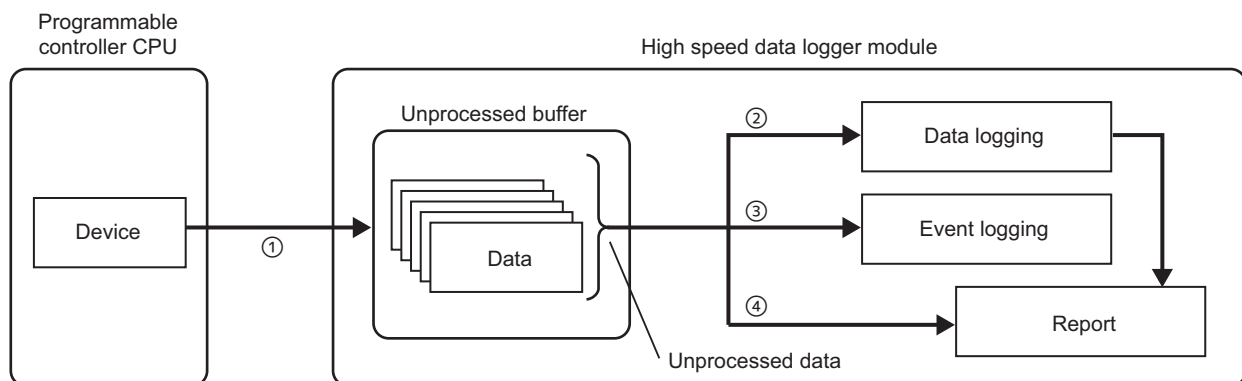 Programmable
controller CPU
High speed data logger module
Unprocessed buffer
②
Data logging
Device
①
Data
③
Event logging
④
Report
Unprocessed data